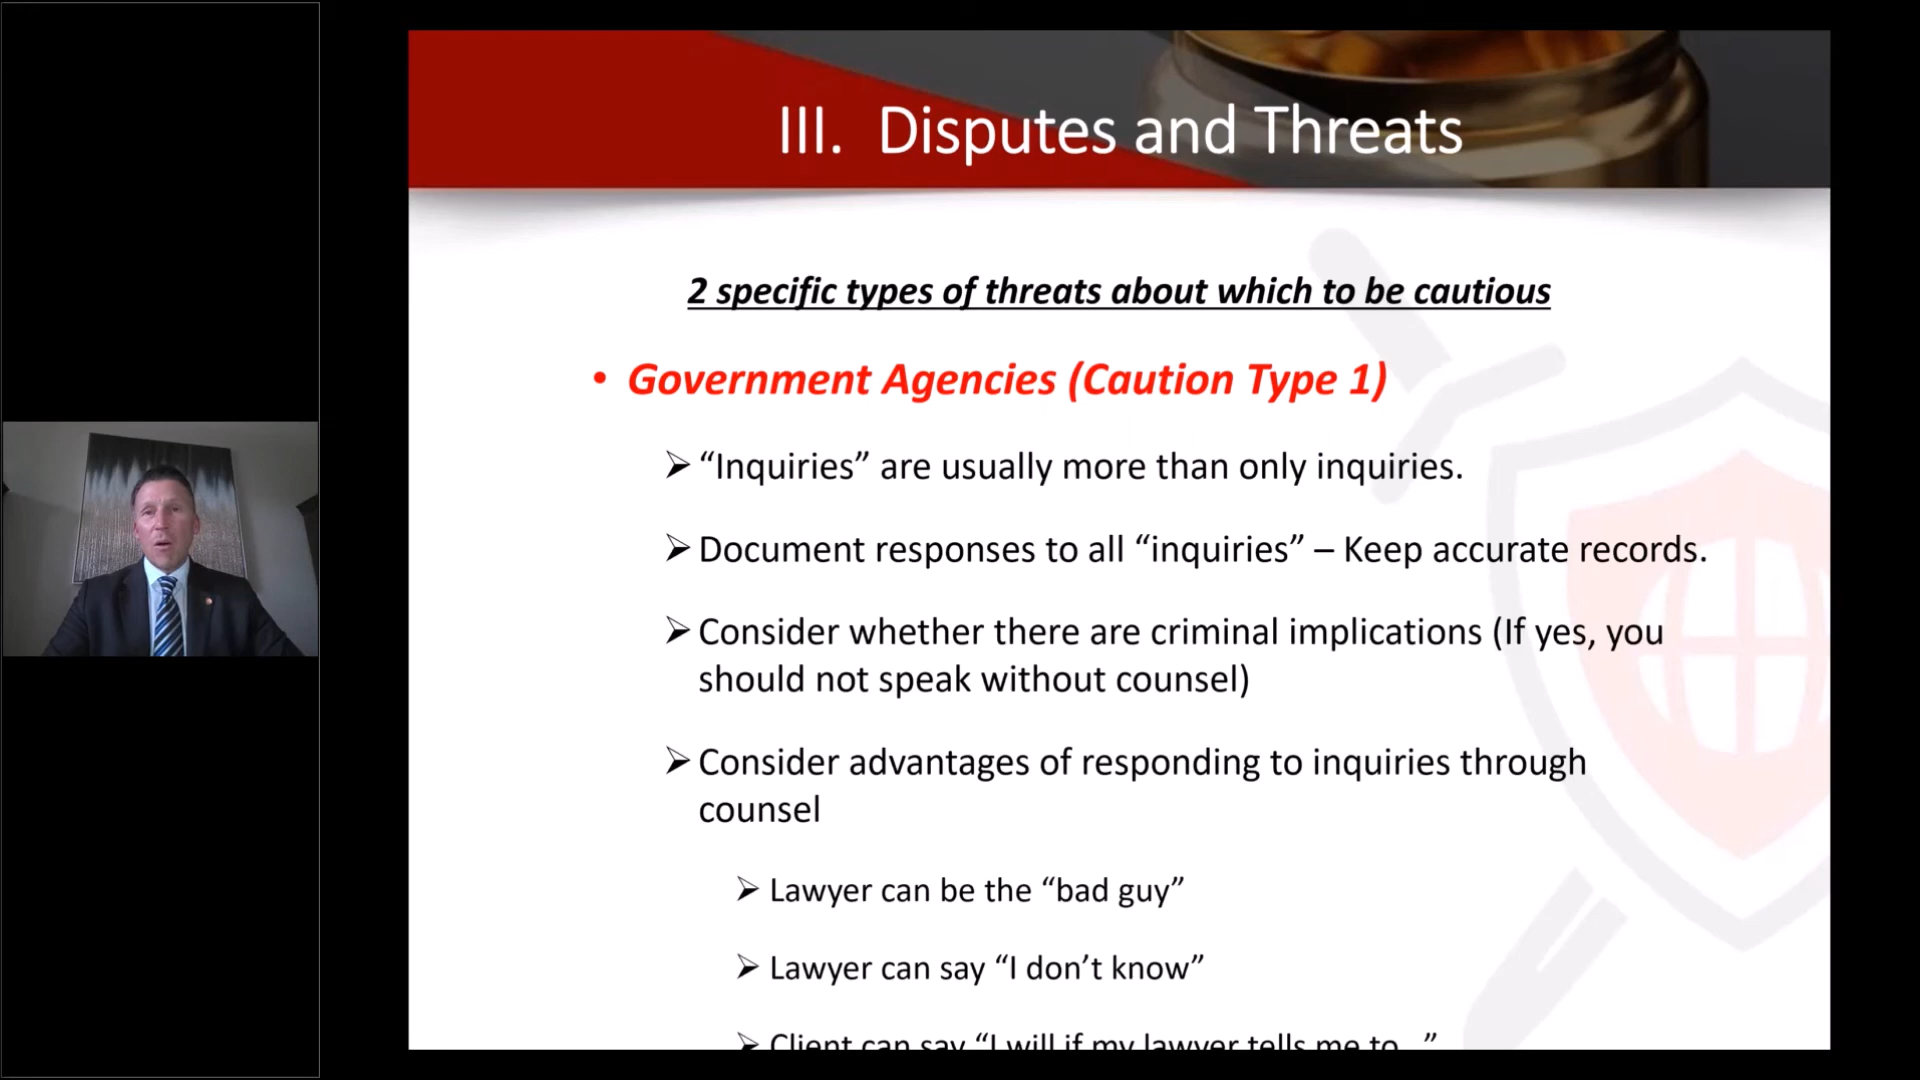 III. Disputes and Threats
2 specific types of threats about which to be cautious
• Government Agencies (Caution Type 1)
➢ “Inquiries” are usually more than only inquiries.
➢ Document responses to all “inquiries” – Keep accurate records.
➢ Consider whether there are criminal implications (If yes, you
should not speak without counsel)
➢ Consider advantages of responding to inquiries through
counsel
➢ Lawyer can be the “bad guy”
➢ Lawyer can say “I don’t know”
➢ Client can say “I will if my lawyer tells me to…”